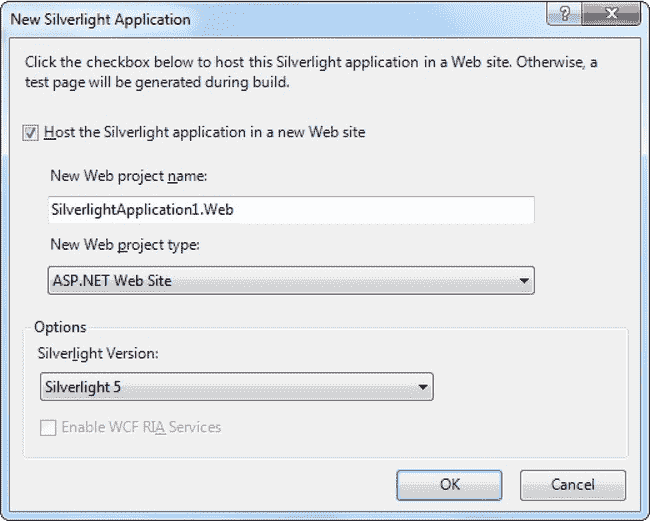 New Silverlight Application
Click the checkbox below to host this Silverlight application in a Web site. Otherwise, a
test page will be generated during build.
Host the Silverlight application in a new Web site
New Web project name:
SilverlightApplication1.Web
New Web project type:
ASP.NET Web Site
Options
Silverlight Version:
Silverlight 5
Enable WCF RIA Services
OK
Cancel